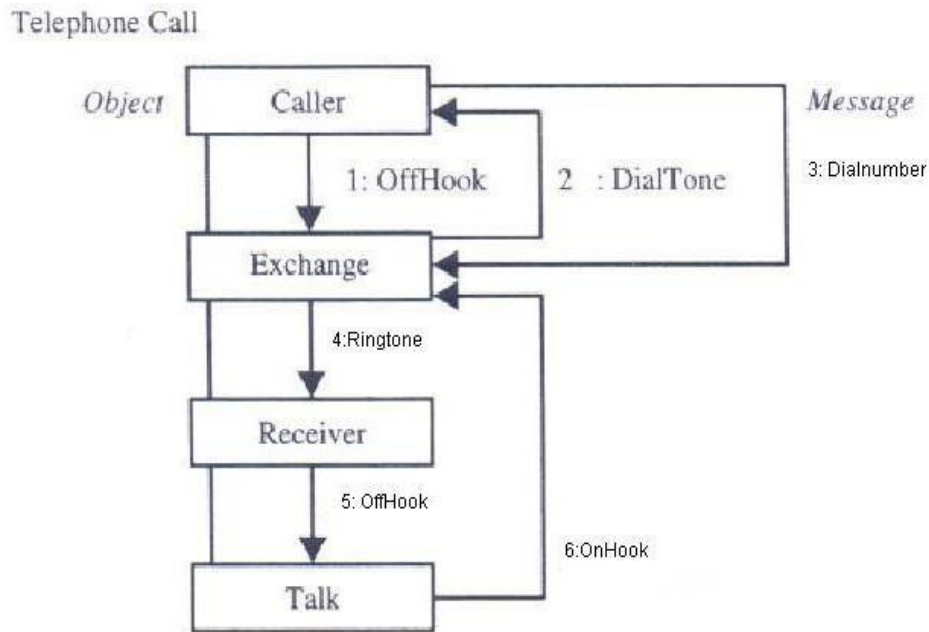 Telephone Call
Object
Caller
Message
1: OffHook
2 : DialTone
3: Dialnumber
Exchange
4:Ringtone
Receiver
5: OffHook
6:OnHook
Talk